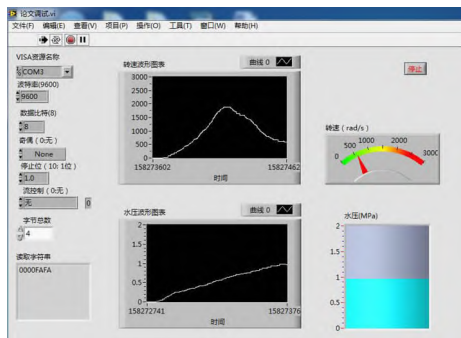 论文调试.vi
文件(F) 编辑(E) 查看(V) 项目(P) 操作(O) 工具(T) 窗口(W) 帮助(H)
VISA资源名称
COM3
波特率(9600)
9600
数据比特(8)
8
奇偶（0:无）
None
停止位（10: 1位）
1.0
流控制（0:无）
无
0
字节总数
4
读取字符串
0000FAFA
转速波形图表
曲线 0
3000
2500
2000
1500
1000
500
0
158273602
15827462
时间
水压波形图表
曲线 0
2
1.5
1
0.5
0
158272741
15827376
时间
停止
转速（rad/s）
0
500
1000
2000
3000
水压(MPa)
2
1.5
1
0.5
0